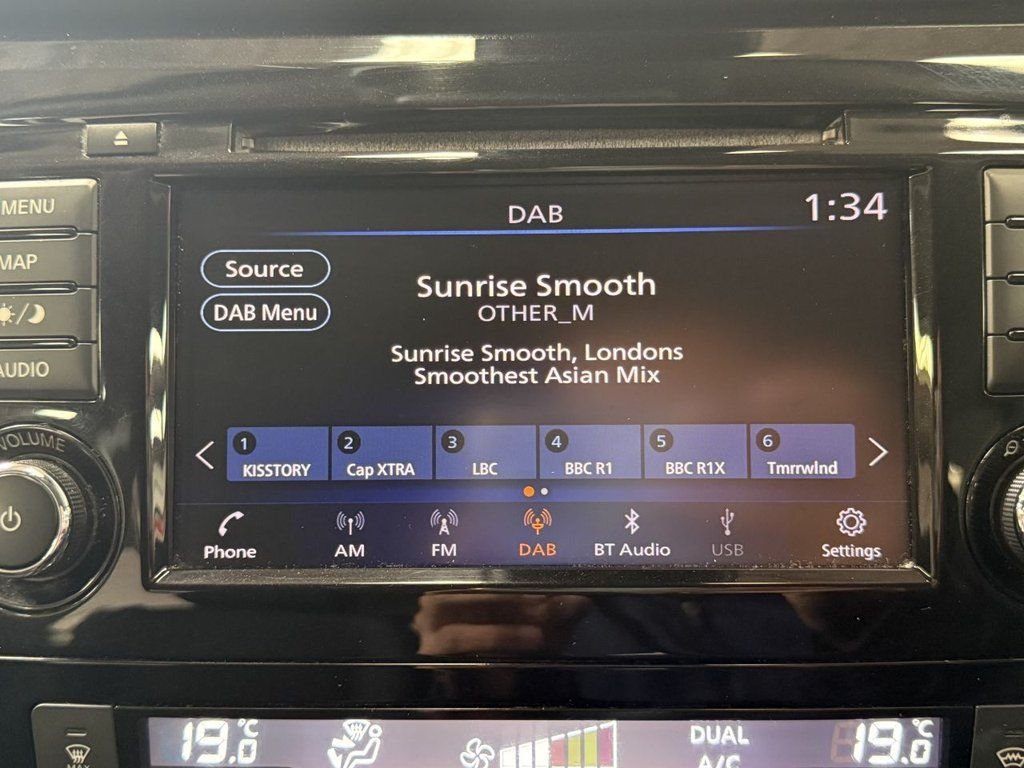 DAB
1:34
MENU
MAP
AUDIO
VOLUME
Source
DAB Menu
Sunrise Smooth
OTHER_M
Sunrise Smooth, Londons
Smoothest Asian Mix
1 KISSTORY
2 Cap XTRA
3 LBC
4 BBC R1
5 BBC R1X
6 Tmrrwlnd
Phone
AM
FM
DAB
BT Audio
USB
Settings
19.0°C
DUAL
A/C
19.0°C
MAX